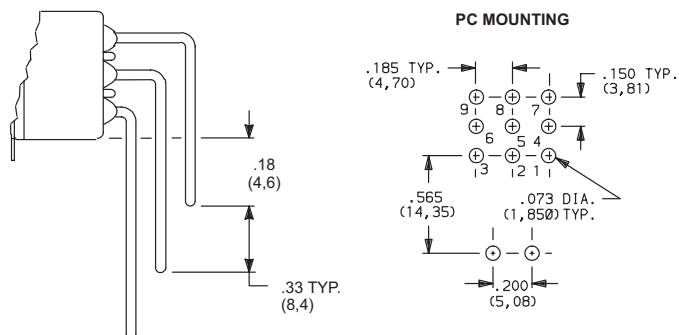 PC MOUNTING
.185 TYP.
(4,70)
.150 TYP.
(3,81)
9 8 7
6 5 4
3 2 1
.18
(4,6)
.565
(14,35)
.073 DIA.
(1,850) TYP.
.33 TYP.
(8,4)
.200
(5,08)